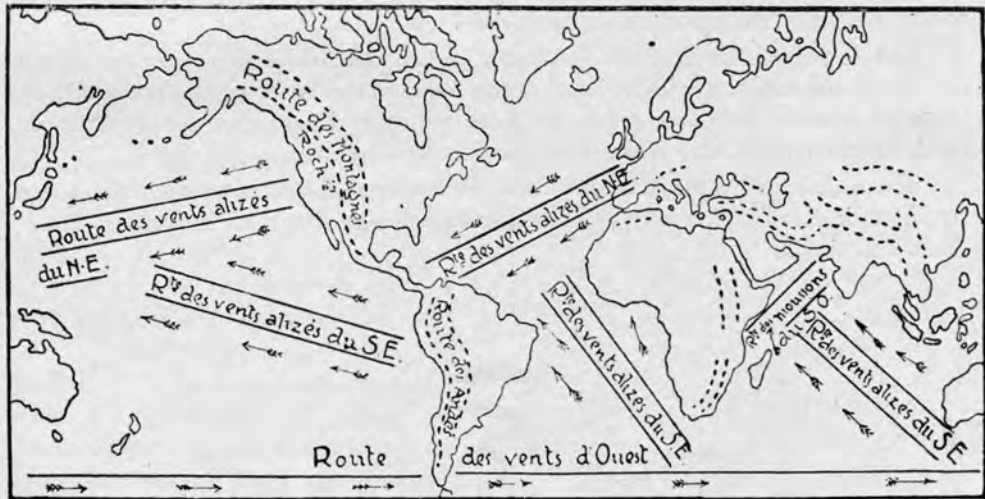 Route
des Montagnes
Roch ses
Route des vents alizés
du N-E
Rte des vents alizés du S.E.
Rte des vents alizés du N.E.
Route des Andes
Rte des vents alizés du S.E
Rte des moussons
Rte des vents alizés du S.E
Route des vents d'Ouest